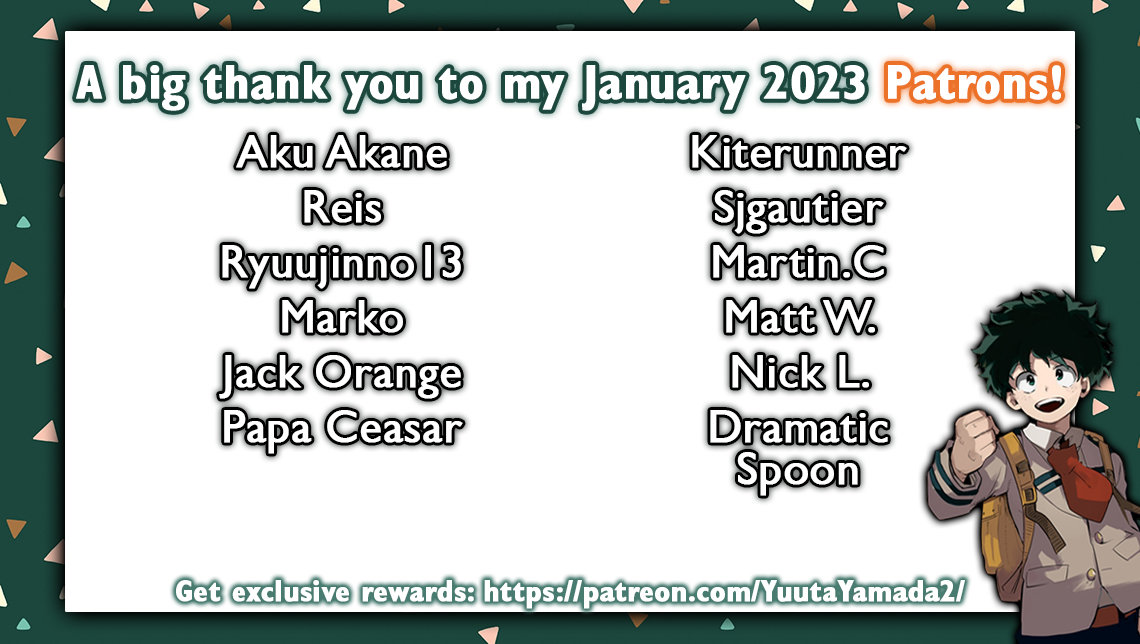 A big thank you to my January 2023 Patrons!
Aku Akane
Reis
Ryuujinno13
Marko
Jack Orange
Papa Ceasar
Kiterunner
Sjgautier
Martin.C
Matt W.
Nick L.
Dramatic
Spoon
Get exclusive rewards: https://patreon.com/YuutaYamada2/